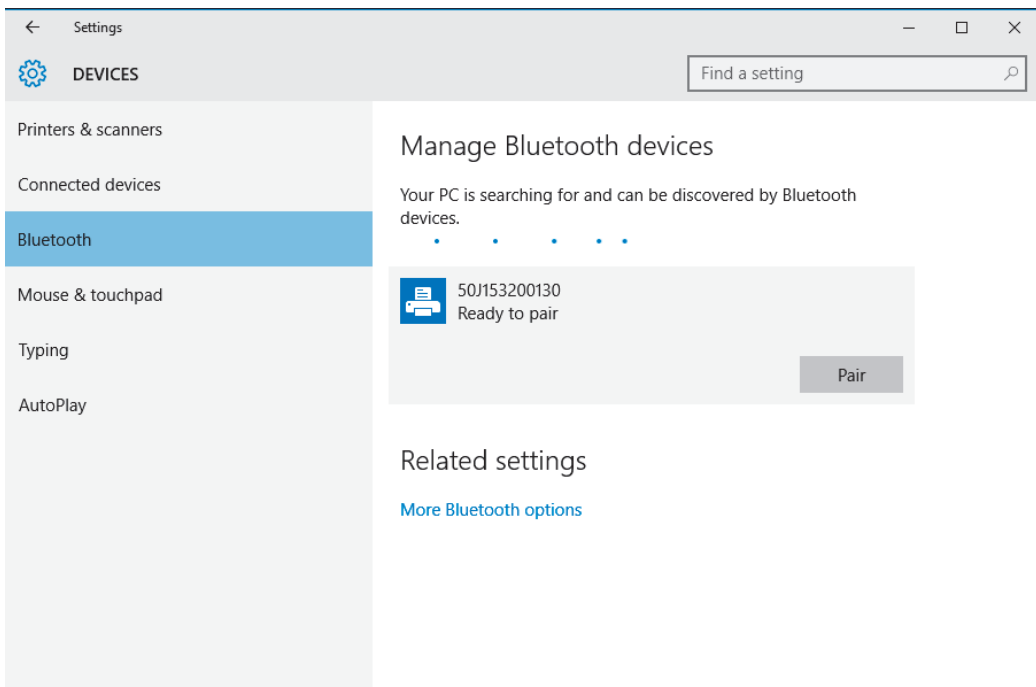 Settings
DEVICES
Find a setting
Printers & scanners
Connected devices
Bluetooth
Mouse & touchpad
Typing
AutoPlay
Manage Bluetooth devices
Your PC is searching for and can be discovered by Bluetooth
devices.
50J153200130
Ready to pair
Pair
Related settings
More Bluetooth options